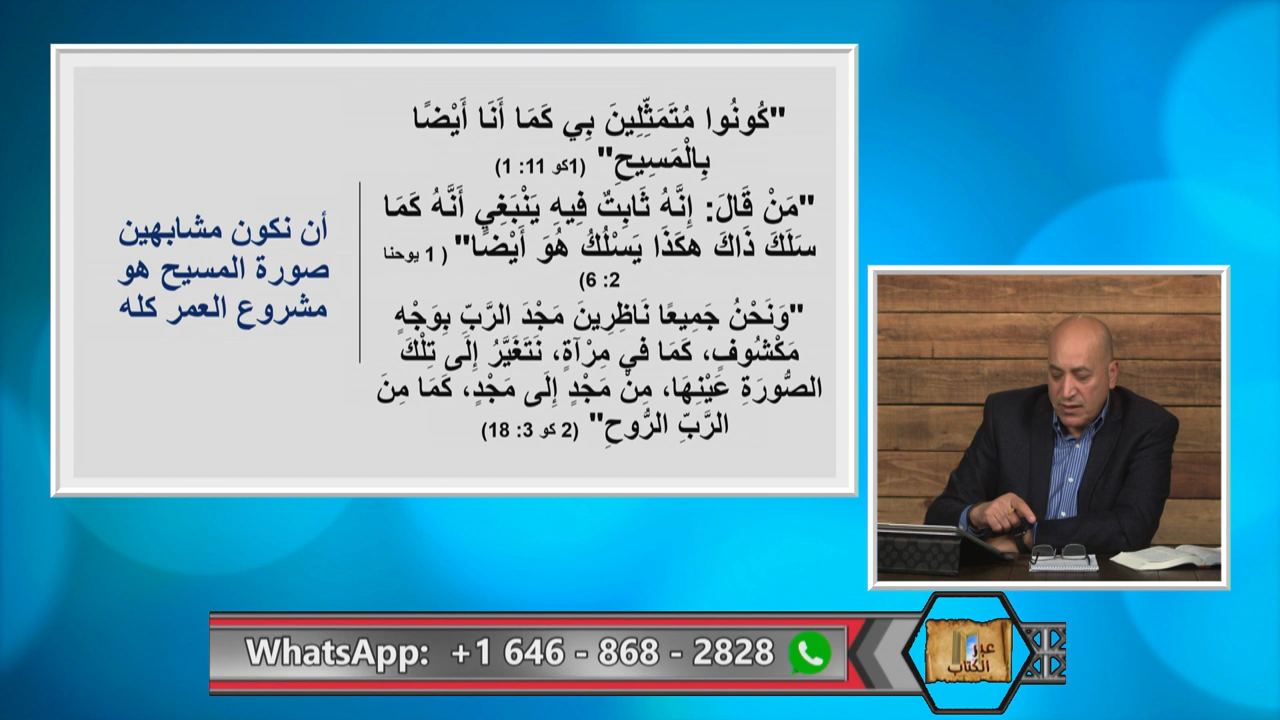 "كُونُوا مُتَمَثِّلِينَ بِي كَمَا أَنَا أَيْضًا
بِالْمَسِيحِ" (1كو 11: 1)
"مَنْ قَالَ: إِنَّهُ ثَابِتٌ فِيهِ يَنْبَغِي أَنَّهُ كَمَا
سَلَكَ ذَاكَ هكَذَا يَسْلُكُ هُوَ أَيْضًا" ( 1 يوحنا
2: 6)
"وَنَحْنُ جَمِيعًا نَاظِرِينَ مَجْدَ الرَّبِّ بِوَجْهٍ
مَكْشُوفٍ، كَمَا في مِرْآةٍ، نَتَغَيَّرُ إِلَى تِلْكَ
الصُّورَةِ عَيْنِهَا، مِنْ مَجْدٍ إِلَى مَجْدٍ، كَمَا مِنَ
الرَّبِّ الرُّوحِ" (2 كو 3: 18)
أن نكون مشابهين
صورة المسيح هو
مشروع العمر كله
WhatsApp: +1 646 - 868 - 2828
عبر
الكتاب